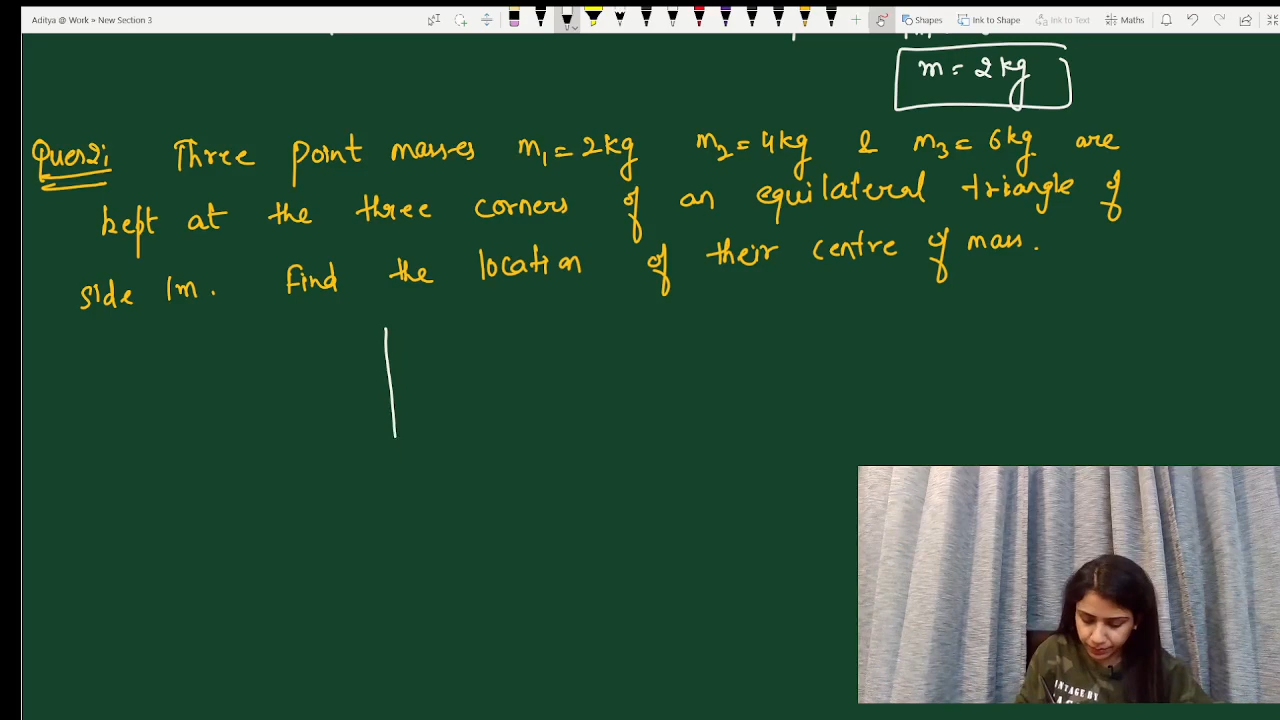 Aditya @ Work » New Section 3
Shapes
Ink to Shape
Ink to Text
Maths
m = 2kg
Ques2: Three point masses m₁ = 2kg m₂ = 4kg & m₃ = 6kg are
kept at the three corners of an equilateral triangle of
side 1m. Find the location of their centre of mass.